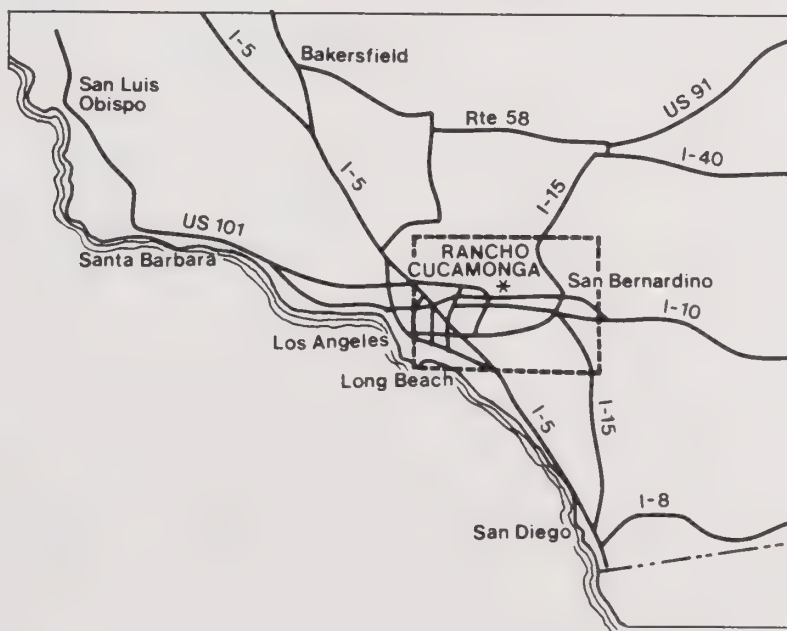 I-5
Bakersfield
San Luis
Obispo
US 91
Rte 58
I-40
I-5
I-15
US 101
RANCHO
CUCAMONGA
*
Santa Barbara
San Bernardino
I-10
Los Angeles
Long Beach
I-5
I-15
I-8
San Diego